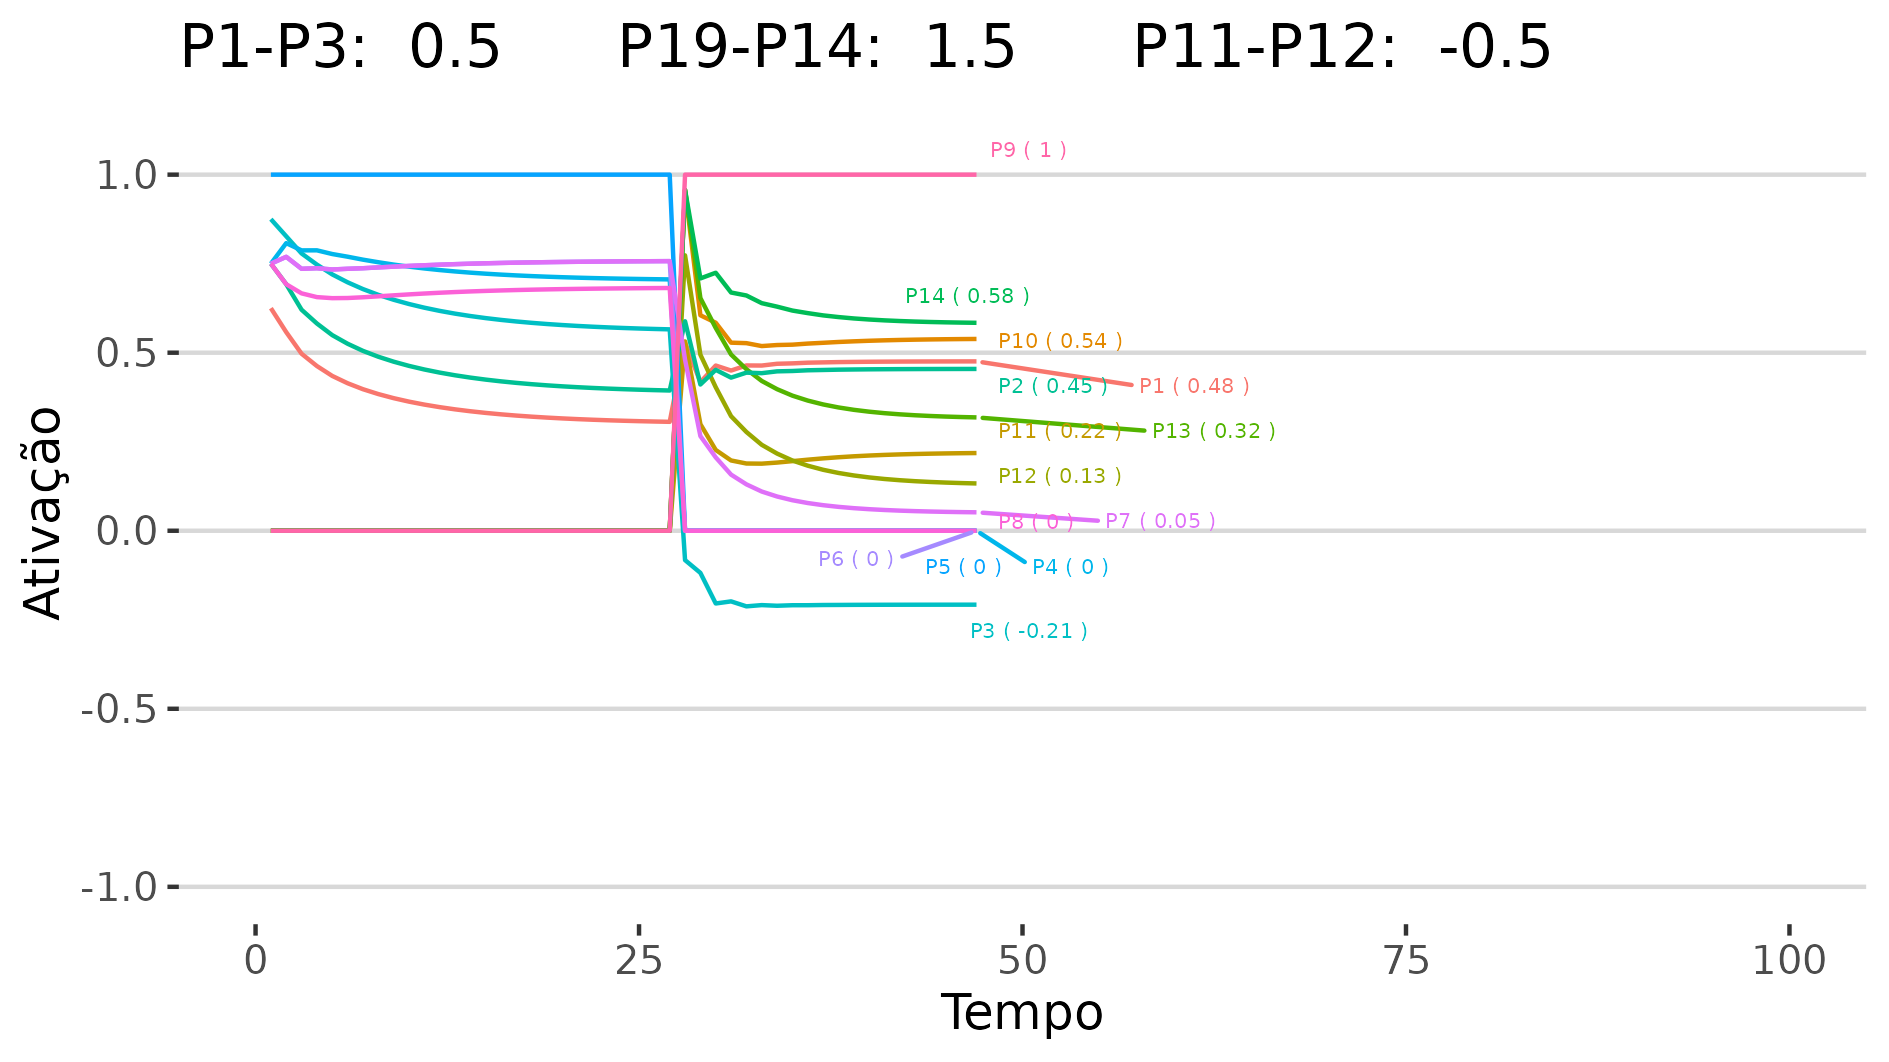 P1-P3: 0.5 P19-P14: 1.5 P11-P12: -0.5
P9 ( 1 )
1.0
P14 ( 0.58 )
P10 ( 0.54 )
0.5
P2 ( 0.45 ) P1 ( 0.48 )
P11 ( 0.22 ) P13 ( 0.32 )
P12 ( 0.13 )
P8 ( 0 ) P7 ( 0.05 )
0.0
P6 ( 0 ) P5 ( 0 ) P4 ( 0 )
P3 ( -0.21 )
-0.5
-1.0
Ativação
0 25 50 75 100
Tempo